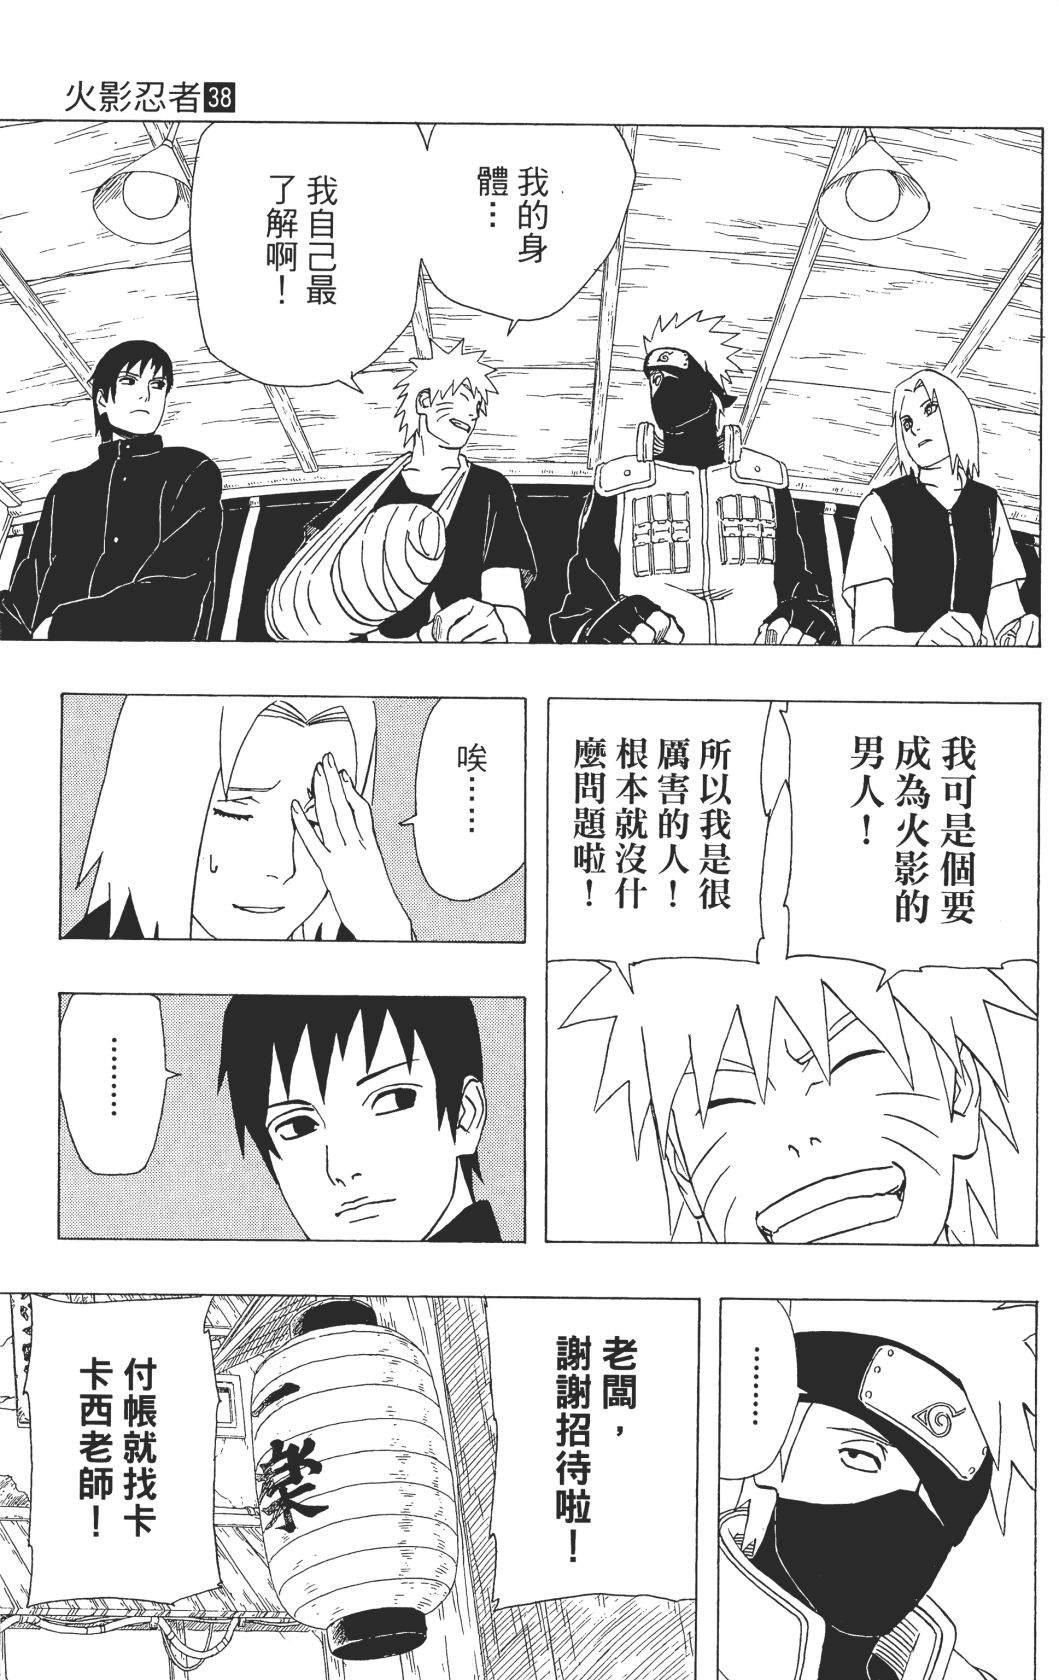 火影忍者38
我的身
體…
我自己最
了解啊！
我可是個要
成為火影的
男人！
所以我是很
厲害的人！
根本就沒什
麼問題啦！
唉……
………
………
老闆，
謝謝招待啦！
一樂
付帳就找卡
卡西老師！